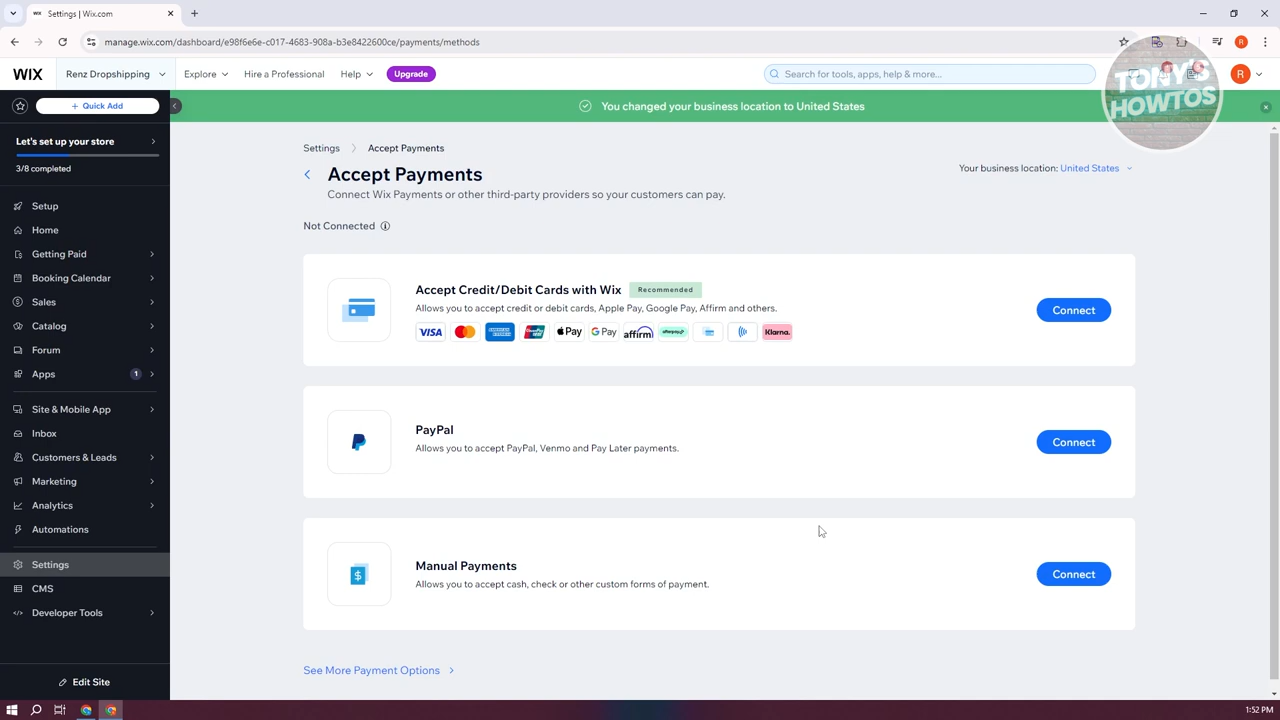 Settings | Wix.com
manage.wix.com/dashboard/e98f6e6e-c017-4683-908a-b3e8422600ce/payments/methods
R
WIX
Renz Dropshipping
Explore
Hire a Professional
Help
Upgrade
Search for tools, apps, help & more...
R
TONY'S
HOWTOS
+ Quick Add
You changed your business location to United States
Let's set up your store
3/8 completed
Setup
Home
Getting Paid
Booking Calendar
Sales
Catalog
Forum
Apps
1
Site & Mobile App
Inbox
Customers & Leads
Marketing
Analytics
Automations
Settings
CMS
Developer Tools
Edit Site
Settings
Accept Payments
Your business location: United States
Accept Payments
Connect Wix Payments or other third-party providers so your customers can pay.
Not Connected
Accept Credit/Debit Cards with Wix
Recommended
Allows you to accept credit or debit cards, Apple Pay, Google Pay, Affirm and others.
VISA
Pay
G Pay
affirm
afterpay
Klarna.
Connect
PayPal
Allows you to accept PayPal, Venmo and Pay Later payments.
Connect
Manual Payments
Allows you to accept cash, check or other custom forms of payment.
Connect
See More Payment Options
1:52 PM